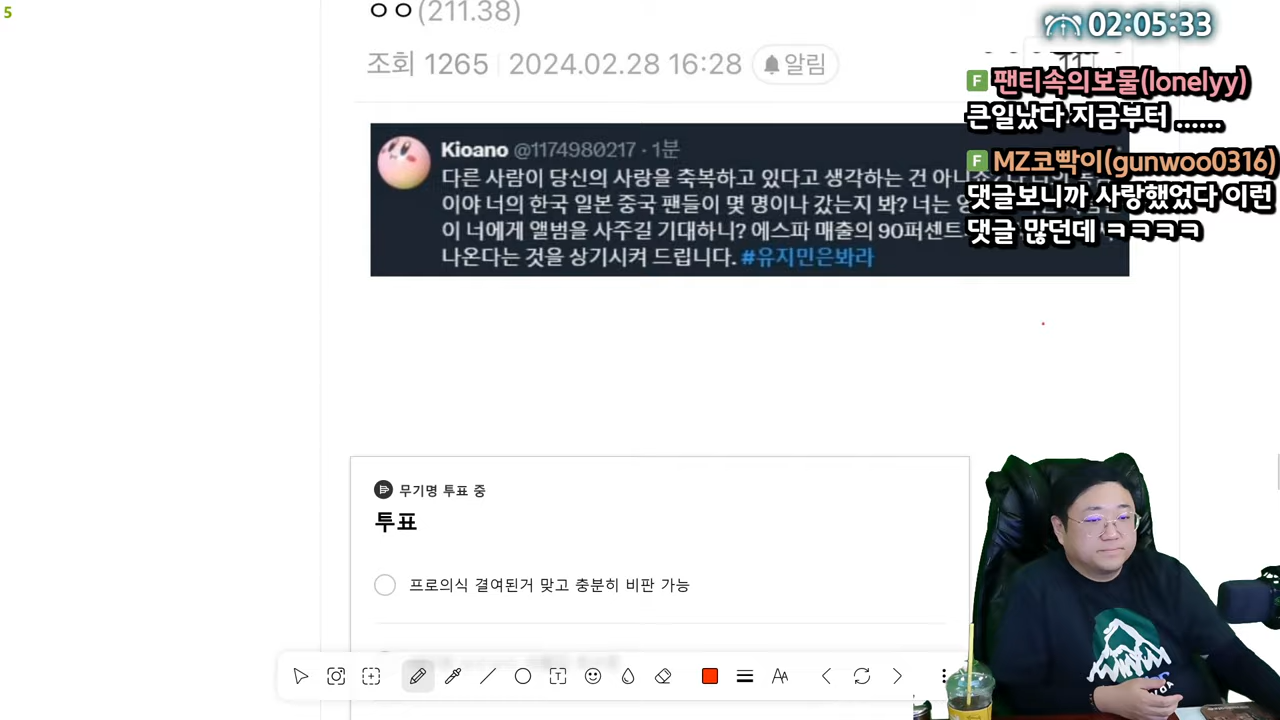 5
ㅇㅇ(211.38)
조회 1265 | 2024.02.28 16:28 알림
Kioano @1174980217 · 1분
다른 사람이 당신의 사랑을 축복하고 있다고 생각하는 건 아니죠?
이야 너의 한국 일본 중국 팬들이 몇 명이나 갔는지 봐? 너는
이 너에게 앨범을 사주길 기대하니? 에스파 매출의 90퍼센트
나온다는 것을 상기시켜 드립니다. #유지민은봐라
02:05:33
F 팬티속의보물(lonelyy)
큰일났다 지금부터 ......
F MZ코빡이(gunwoo0316)
댓글보니까 사랑했었다 이런
댓글 많던데 ㅋㅋㅋㅋ
무기명 투표 중
투표
프로의식 결여된거 맞고 충분히 비판 가능